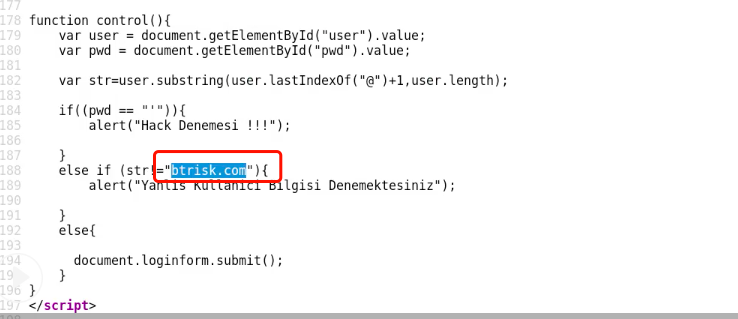 177
178 function control(){
179 var user = document.getElementById("user").value;
180 var pwd = document.getElementById("pwd").value;
181
182 var str=user.substring(user.lastIndexOf("@")+1,user.length);
183
184 if((pwd == "'")){
185 alert("Hack Denemesi !!!");
186
187 }
188 else if (str!="btrisk.com"){
189 alert("Yanlis Kullanici Bilgisi Denemektesiniz");
190
191 }
192 else{
193
194 document.loginform.submit();
195 }
196 }
197 </script>